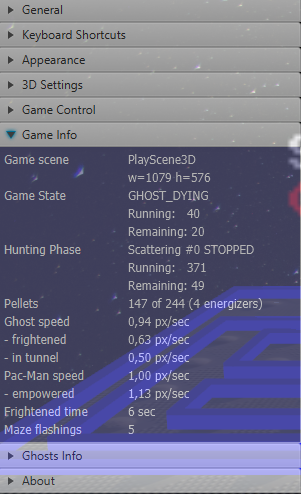 General
Keyboard Shortcuts
Appearance
3D Settings
Game Control
Game Info
Game scene PlayScene3D
w=1079 h=576
Game State GHOST_DYING
Running: 40
Remaining: 20
Hunting Phase Scattering #0 STOPPED
Running: 371
Remaining: 49
Pellets 147 of 244 (4 energizers)
Ghost speed 0,94 px/sec
- frightened 0,63 px/sec
- in tunnel 0,50 px/sec
Pac-Man speed 1,00 px/sec
- empowered 1,13 px/sec
Frightened time 6 sec
Maze flashings 5
Ghosts Info
About